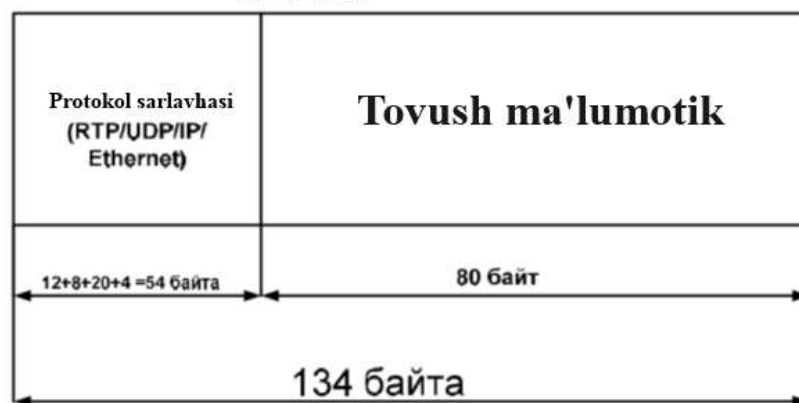 Protokol sarlavhasi
(RTP/UDP/IP/
Ethernet)
Tovush ma'lumotik
12+8+20+4 =54 байта
80 байт
134 байта